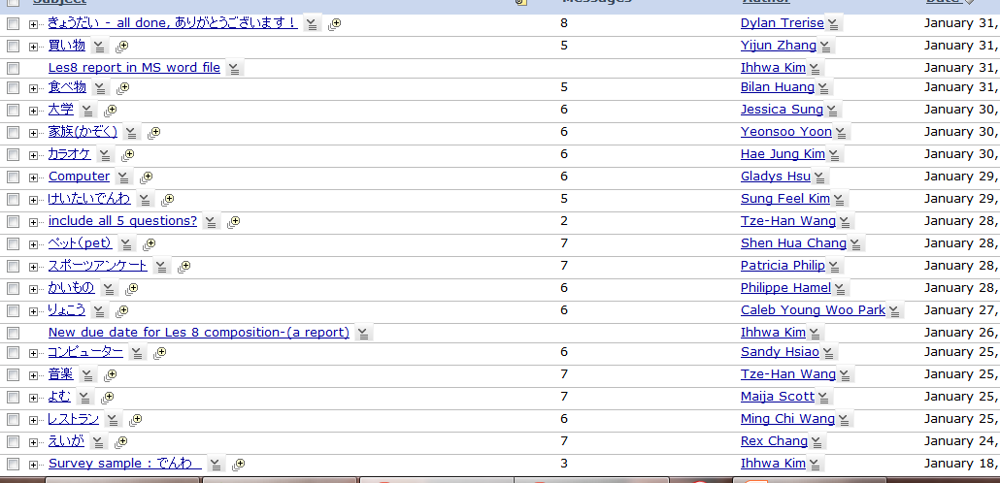 Subject Messages Author Date
きょうだい - all done, ありがとうございます！ 8 Dylan Trerise January 31,
買い物 5 Yijun Zhang January 31,
Les8 report in MS word file Ihhwa Kim January 31,
食べ物 5 Bilan Huang January 31,
大学 6 Jessica Sung January 30,
家族(かぞく) 6 Yeonsoo Yoon January 30,
カラオケ 6 Hae Jung Kim January 30,
Computer 6 Gladys Hsu January 29,
けいたいでんわ 5 Sung Feel Kim January 29,
include all 5 questions? 2 Tze-Han Wang January 28,
ペット(pet) 7 Shen Hua Chang January 28,
スポーツアンケート 7 Patricia Philip January 28,
かいもの 6 Philippe Hamel January 28,
りょこう 6 Caleb Young Woo Park January 27,
New due date for Les 8 composition-(a report) Ihhwa Kim January 26,
コンピューター 6 Sandy Hsiao January 25,
音楽 7 Tze-Han Wang January 25,
よむ 7 Maija Scott January 25,
レストラン 6 Ming Chi Wang January 25,
えいが 7 Rex Chang January 24,
Survey sample : でんわ 3 Ihhwa Kim January 18,